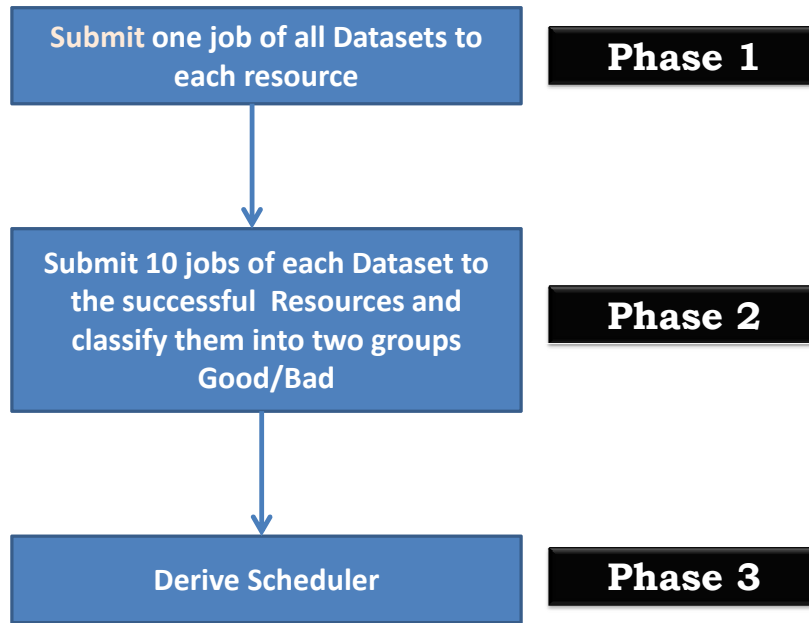 Submit one job of all Datasets to
each resource
Phase 1
Submit 10 jobs of each Dataset to
the successful Resources and
classify them into two groups
Good/Bad
Phase 2
Derive Scheduler
Phase 3